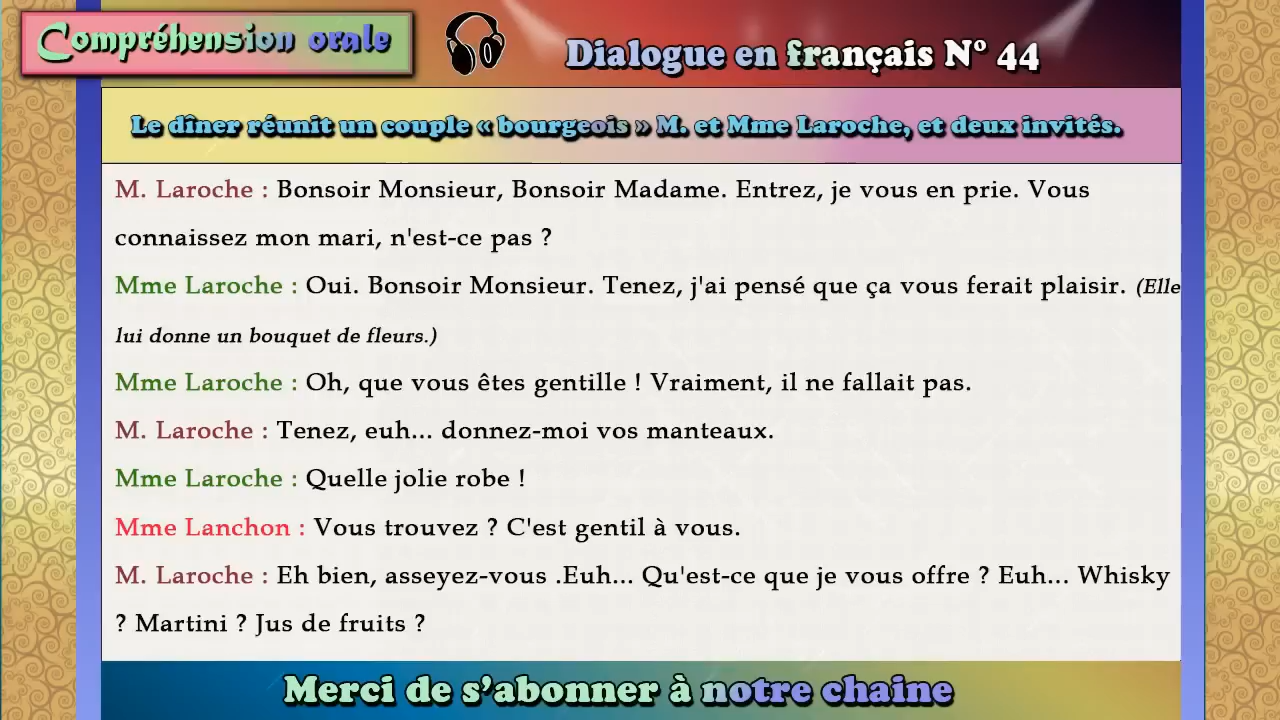 Compréhension orale
Dialogue en français N° 44
Le dîner réunit un couple « bourgeois » M. et Mme Laroche, et deux invités.
M. Laroche : Bonsoir Monsieur, Bonsoir Madame. Entrez, je vous en prie. Vous
connaissez mon mari, n'est-ce pas ?
Mme Laroche : Oui. Bonsoir Monsieur. Tenez, j'ai pensé que ça vous ferait plaisir. (Elle
lui donne un bouquet de fleurs.)
Mme Laroche : Oh, que vous êtes gentille ! Vraiment, il ne fallait pas.
M. Laroche : Tenez, euh... donnez-moi vos manteaux.
Mme Laroche : Quelle jolie robe !
Mme Lanchon : Vous trouvez ? C'est gentil à vous.
M. Laroche : Eh bien, asseyez-vous .Euh... Qu'est-ce que je vous offre ? Euh... Whisky
? Martini ? Jus de fruits ?
Merci de s'abonner à notre chaine